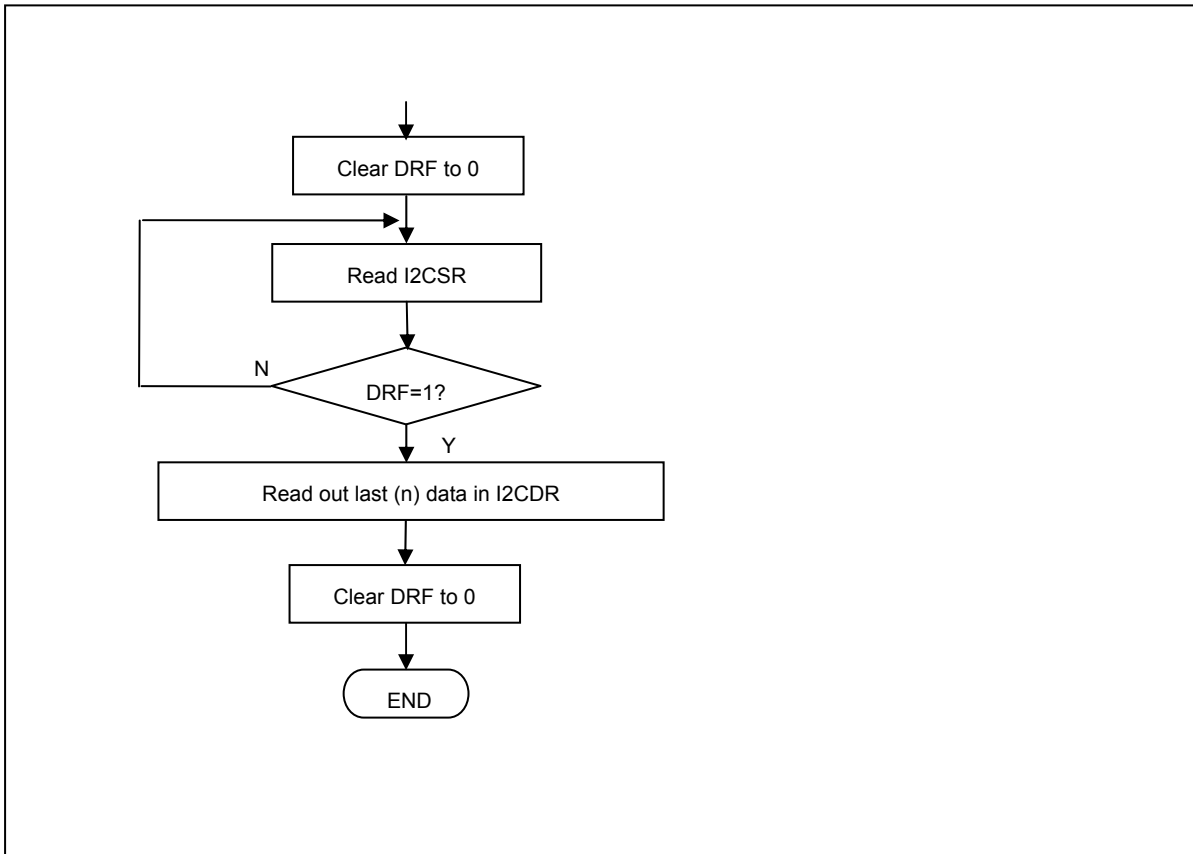 Clear DRF to 0
Read I2CSR
N
DRF=1?
Y
Read out last (n) data in I2CDR
Clear DRF to 0
END